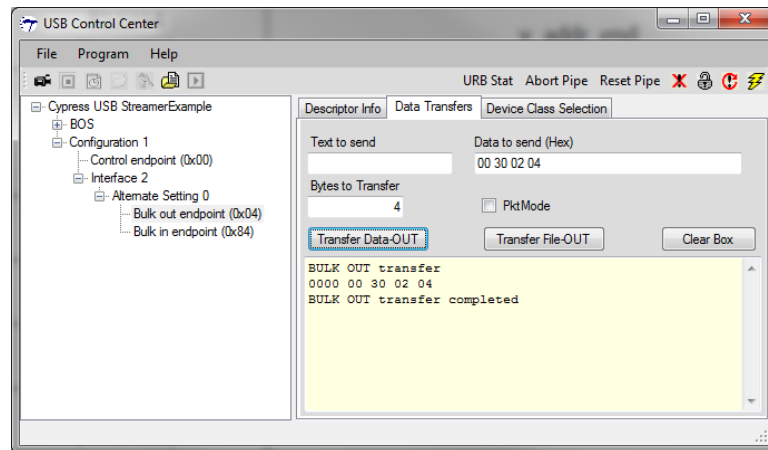 USB Control Center
File Program Help
URB Stat Abort Pipe Reset Pipe
Cypress USB StreamerExample
BOS
Configuration 1
Control endpoint (0x00)
Interface 2
Alternate Setting 0
Bulk out endpoint (0x04)
Bulk in endpoint (0x84)
Descriptor Info Data Transfers Device Class Selection
Text to send Data to send (Hex)
00 30 02 04
Bytes to Transfer
4 PktMode
Transfer Data-OUT Transfer File-OUT Clear Box
BULK OUT transfer
0000 00 30 02 04
BULK OUT transfer completed